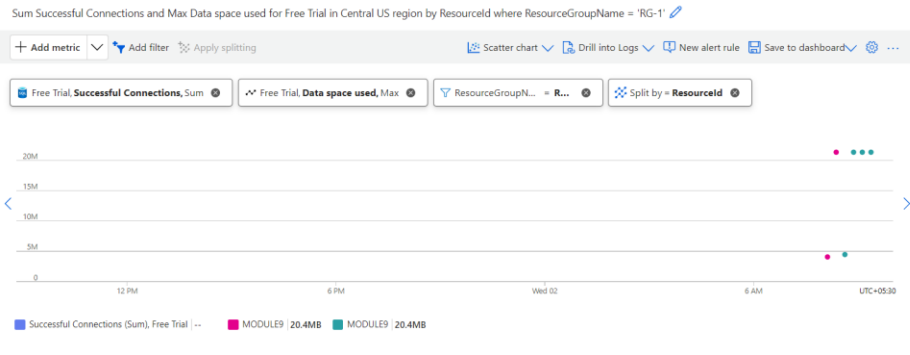 Sum Successful Connections and Max Data space used for Free Trial in Central US region by ResourceId where ResourceGroupName = 'RG-1'
+ Add metric Add filter Apply splitting Scatter chart Drill into Logs New alert rule Save to dashboard ...
Free Trial, Successful Connections, Sum Free Trial, Data space used, Max ResourceGroupN... = R... Split by = ResourceId
20M
15M
10M
5M
0
12 PM 6 PM Wed 02 6 AM UTC+05:30
Successful Connections (Sum), Free Trial -- MODULE9 20.4MB MODULE9 20.4MB